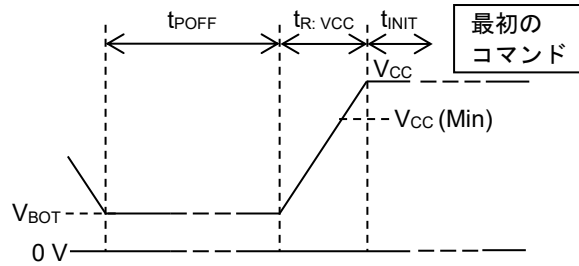 tPOFF
tR: VCC
tINIT
最初の
コマンド
VCC
VCC (Min)
VBOT
0 V